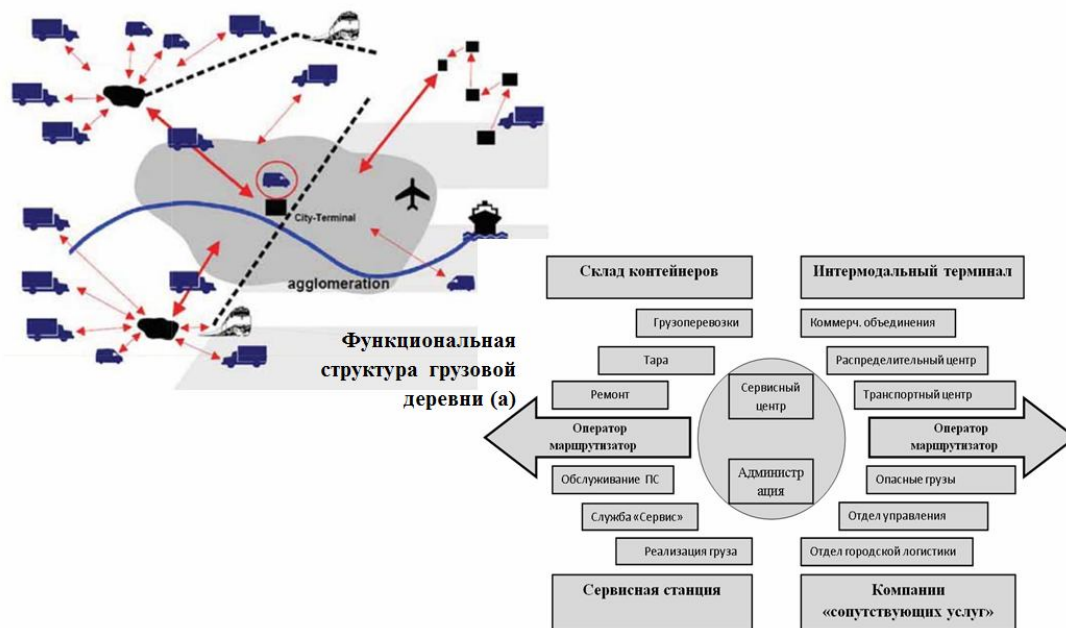 City-Terminal
agglomeration
Функциональная
структура грузовой
деревни (а)
Склад контейнеров
Интермодальный терминал
Грузоперевозки
Коммерч. объединения
Тара
Распределительный центр
Ремонт
Сервисный
центр
Транспортный центр
Оператор
маршрутизатор
Оператор
маршрутизатор
Обслуживание ПС
Администр
ация
Опасные грузы
Служба «Сервис»
Отдел управления
Реализация груза
Отдел городской логистики
Сервисная станция
Компании
«сопутствующих услуг»